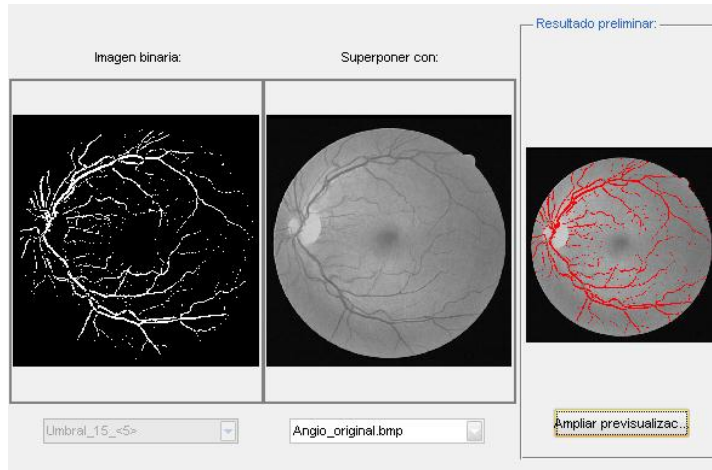 Resultado preliminar:
Imagen binaria:
Superponer con:
Umbral_15_<5>
Angio_original.bmp
Ampliar previsualizac...